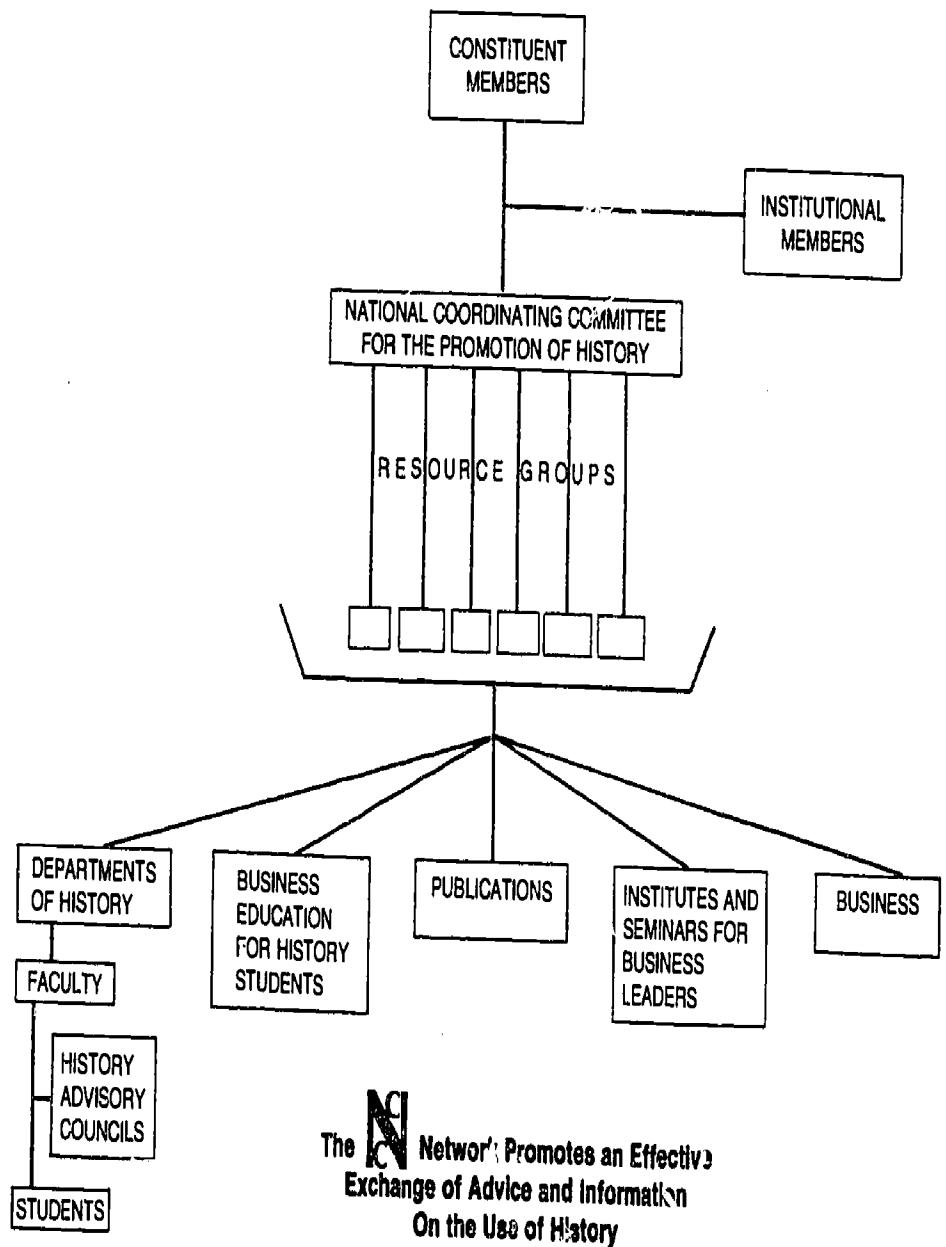 CONSTITUENT
MEMBERS
INSTITUTIONAL
MEMBERS
NATIONAL COORDINATING COMMITTEE
FOR THE PROMOTION OF HISTORY
RESOURCE GROUPS
DEPARTMENTS
OF HISTORY
BUSINESS
EDUCATION
FOR HISTORY
STUDENTS
PUBLICATIONS
INSTITUTES AND
SEMINARS FOR
BUSINESS
LEADERS
BUSINESS
FACULTY
HISTORY
ADVISORY
COUNCILS
STUDENTS
The NCC Network Promotes an Effective
Exchange of Advice and Information
On the Use of History